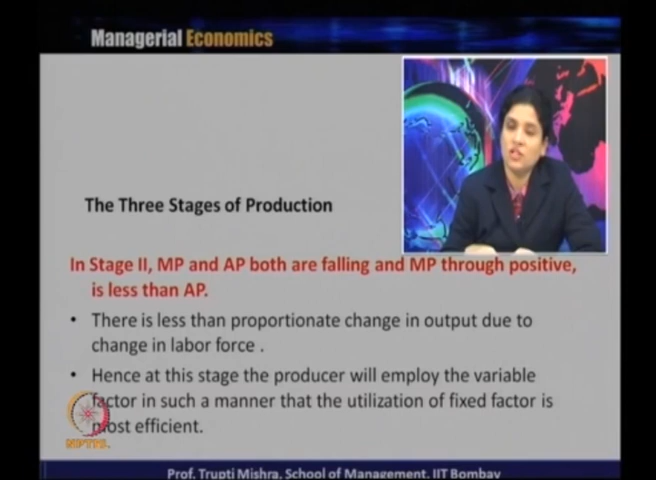 Managerial Economics
The Three Stages of Production
In Stage II, MP and AP both are falling and MP through positive,
is less than AP.
• There is less than proportionate change in output due to
change in labor force .
• Hence at this stage the producer will employ the variable
factor in such a manner that the utilization of fixed factor is
most efficient.
NPTEL
Prof. Trupti Mishra, School of Management, IIT Bombay